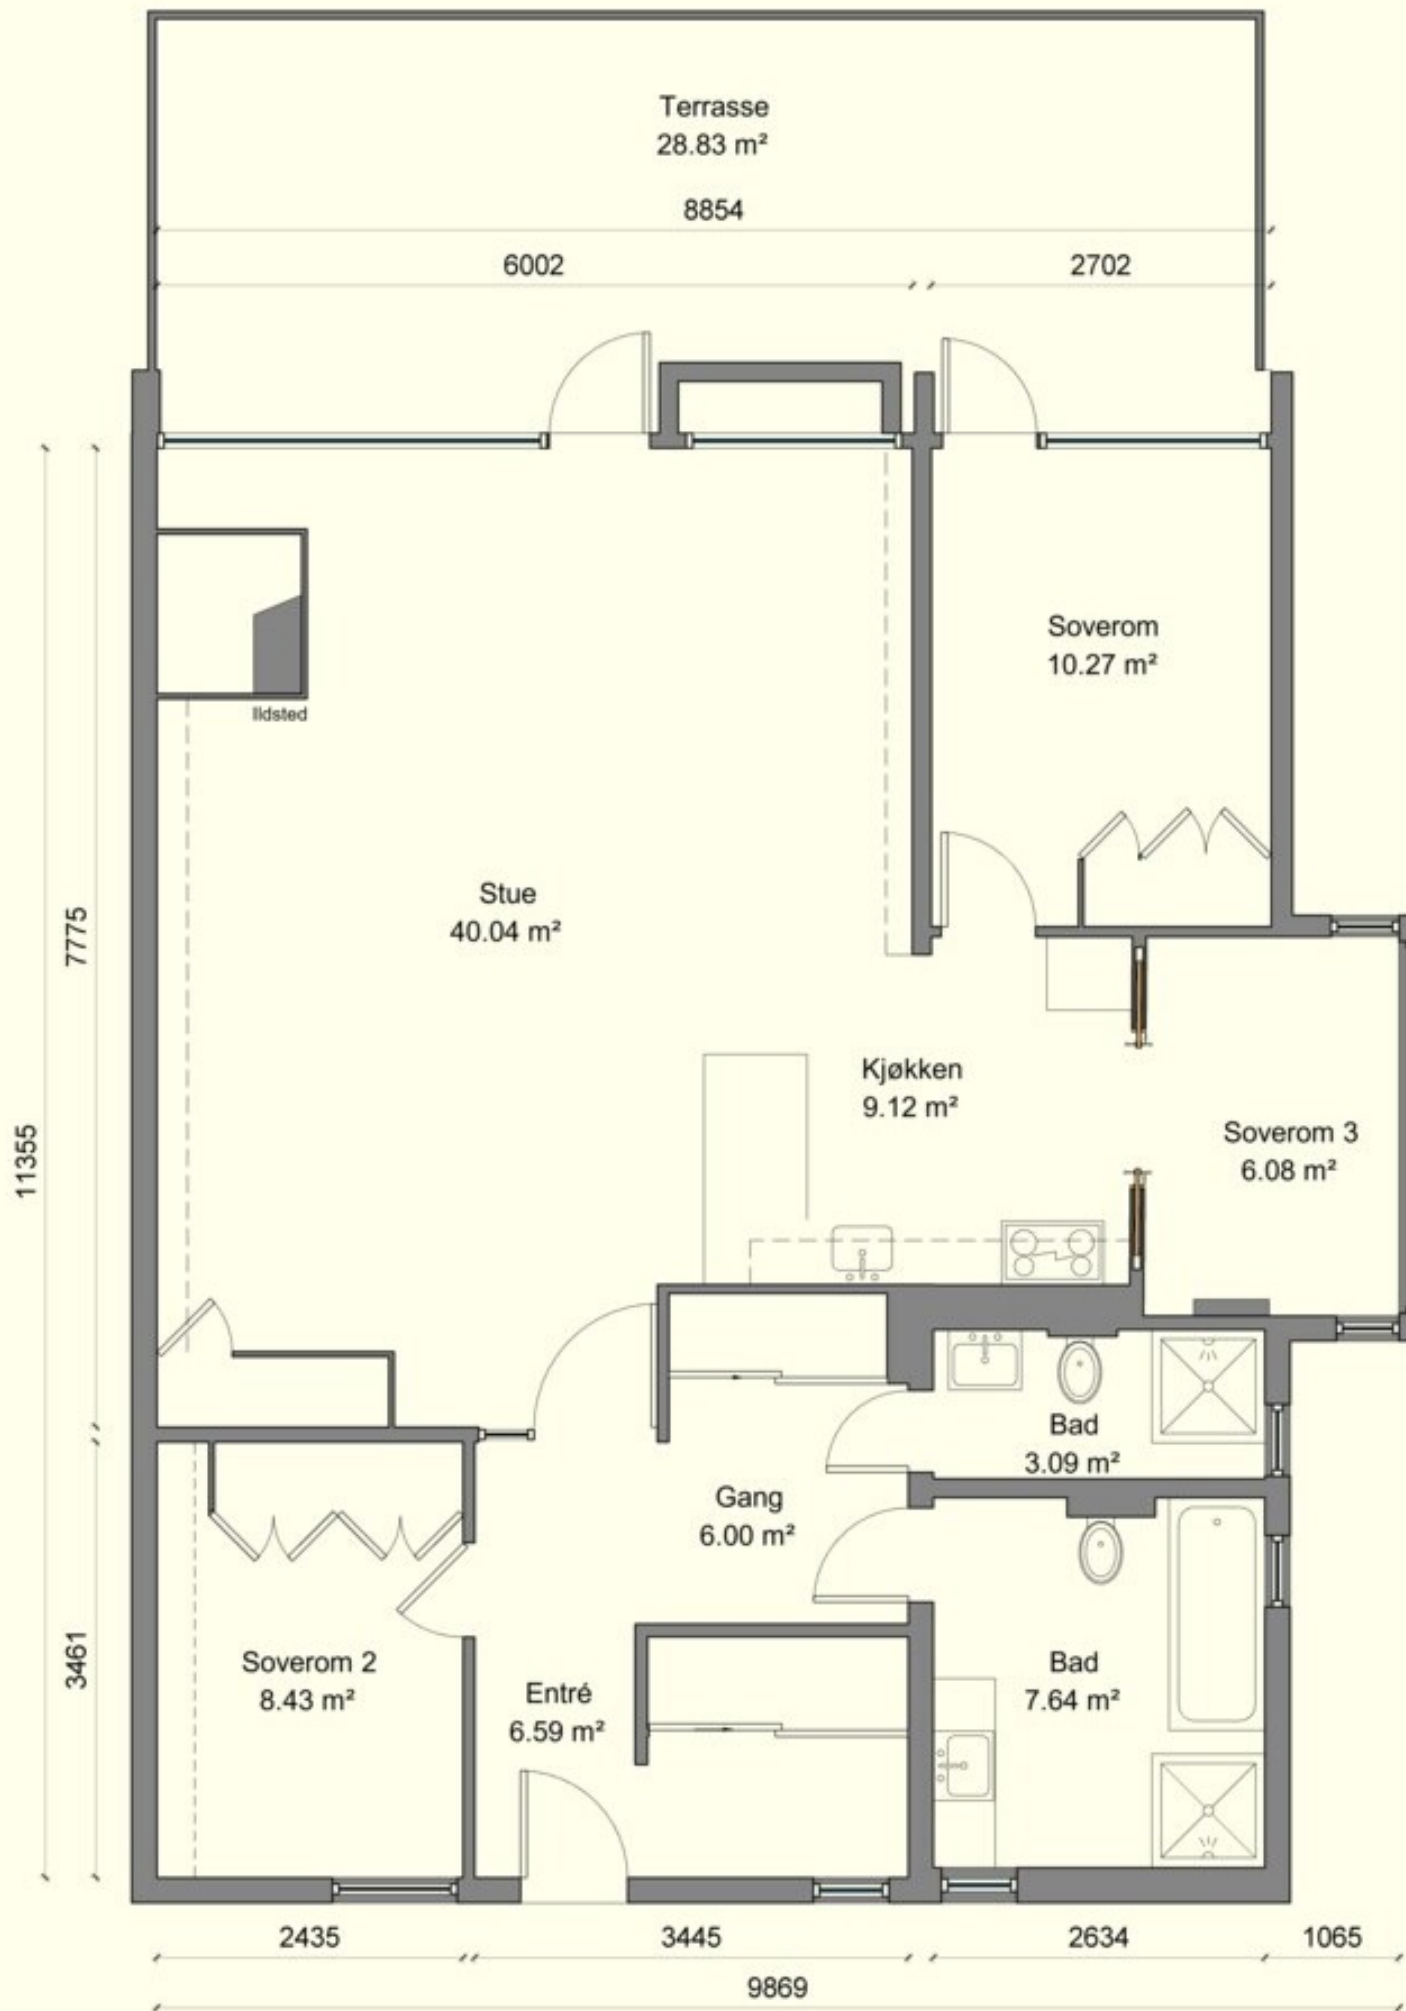 Terrasse
28.83 m²
8854
6002
2702
Ildsted
Soverom
10.27 m²
Stue
40.04 m²
7775
11355
Kjøkken
9.12 m²
Soverom 3
6.08 m²
Bad
3.09 m²
Gang
6.00 m²
3461
Soverom 2
8.43 m²
Entré
6.59 m²
Bad
7.64 m²
2435
3445
2634
1065
9869